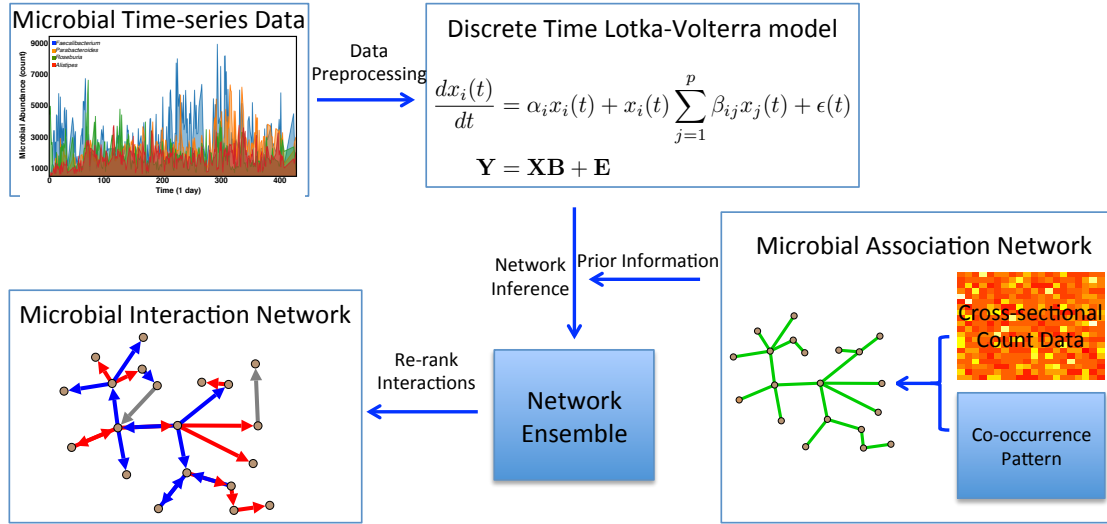 Microbial Time-series Data
Faecalibacterium
Parabacteroides
Roseburia
Alistipes
Microbial Abundance (count)
9000
7000
5000
3000
1000
0
100
200
300
400
Time (1 day)
Data
Preprocessing
Discrete Time Lotka-Volterra model
dx_i(t)/dt = α_i x_i(t) + x_i(t) ∑_{j=1}^{p} β_{ij} x_j(t) + ϵ(t)
Y = XB + E
Network
Inference
Prior Information
Microbial Association Network
Cross-sectional
Count Data
Co-occurrence
Pattern
Network
Ensemble
Re-rank
Interactions
Microbial Interaction Network